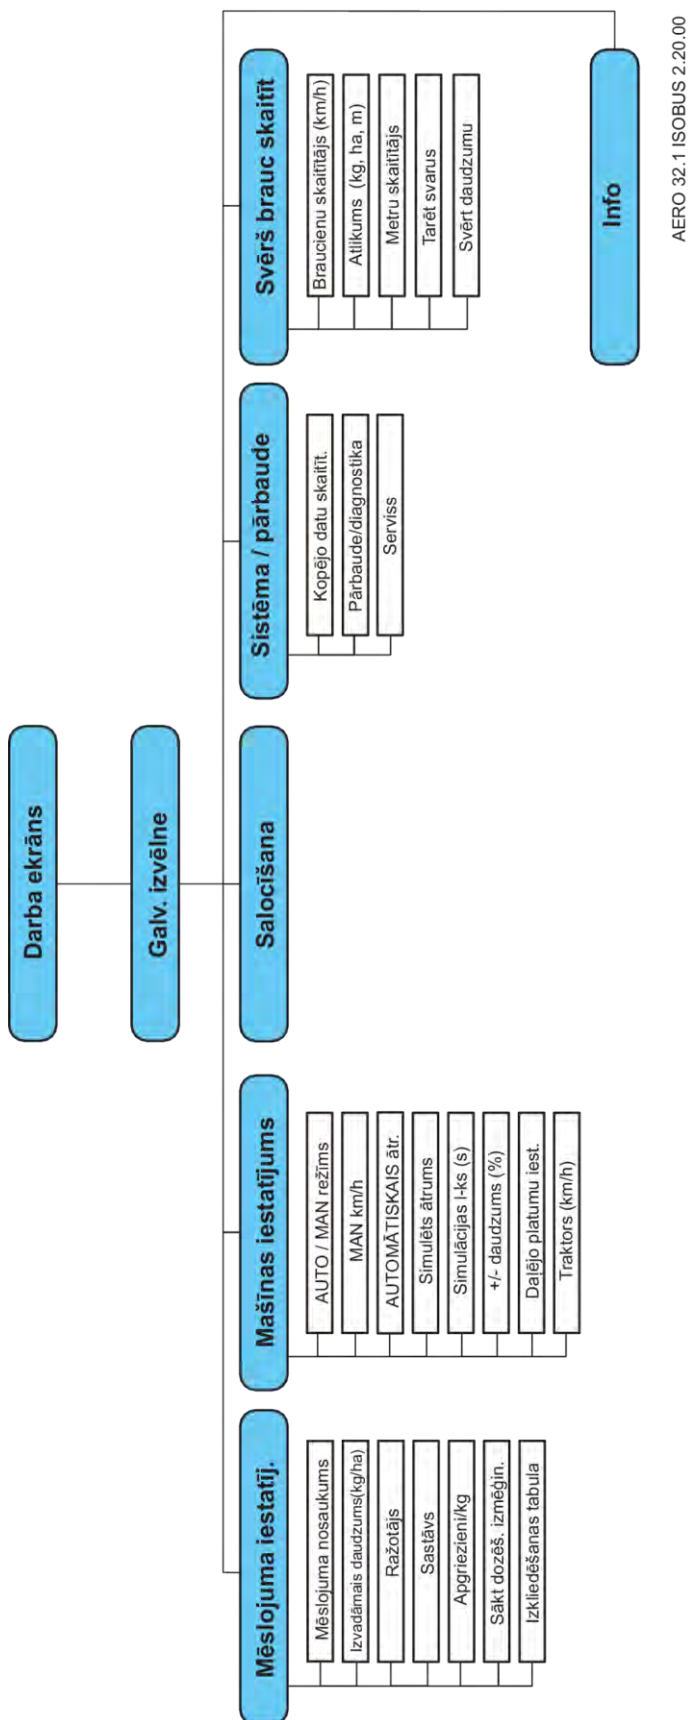 Darba ekrāns
Galv. izvēlne
Mēslojuma iestatīj.
Mēslojuma nosaukums
Izvadāmais daudzums(kg/ha)
Ražotājs
Sastāvs
Apgriezieni/kg
Sākt dozēš. izmēģin.
Izkliedēšanas tabula
Mašīnas iestatījums
AUTO / MAN režīms
MAN km/h
AUTOMĀTISKAIS ātr.
Simulēts ātrums
Simulācijas l-ks (s)
+/- daudzums (%)
Daļējo platumu iest.
Traktors (km/h)
Salocīšana
Sistēma / pārbaude
Kopējo datu skaitīt.
Pārbaude/diagnostika
Serviss
Svērš brauc skaitīt
Braucienu skaitītājs (km/h)
Atlikums (kg, ha, m)
Metru skaitītājs
Tarēt svarus
Svērt daudzumu
Info
AERO 32.1 ISOBUS 2.20.00